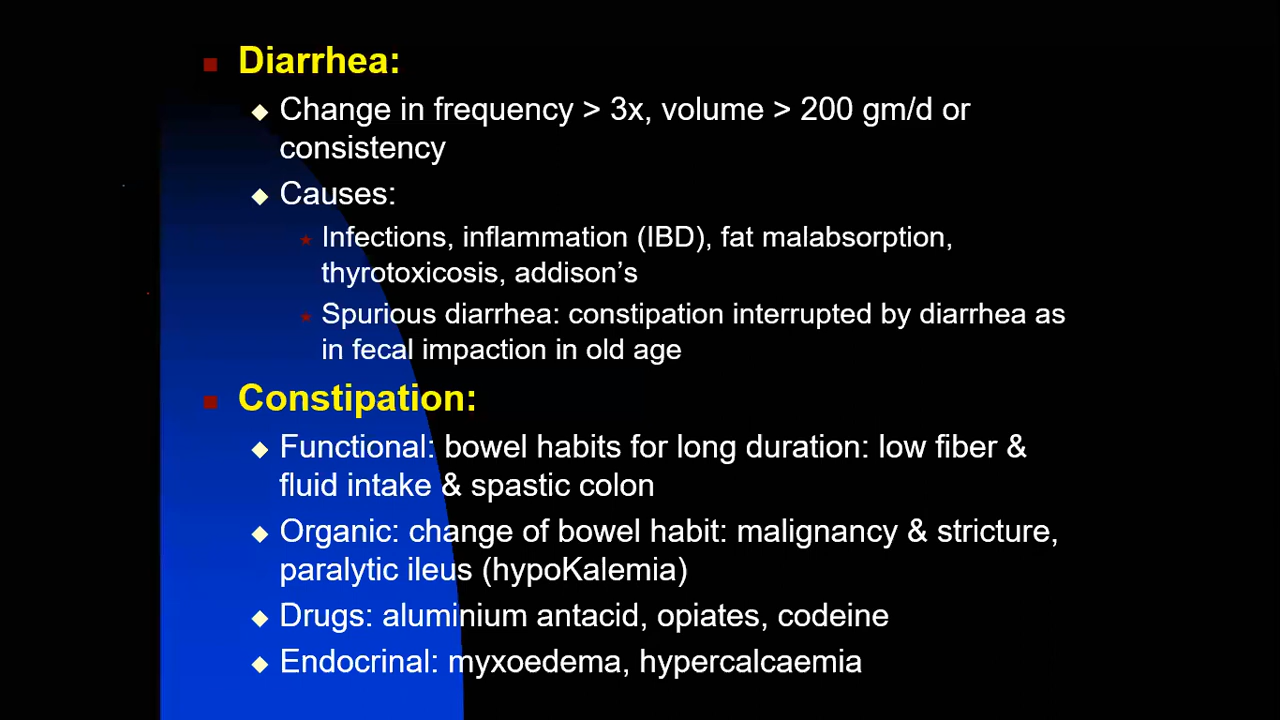 Diarrhea:
Change in frequency > 3x, volume > 200 gm/d or
consistency
Causes:
Infections, inflammation (IBD), fat malabsorption,
thyrotoxicosis, addison’s
Spurious diarrhea: constipation interrupted by diarrhea as
in fecal impaction in old age
Constipation:
Functional: bowel habits for long duration: low fiber &
fluid intake & spastic colon
Organic: change of bowel habit: malignancy & stricture,
paralytic ileus (hypoKalemia)
Drugs: aluminium antacid, opiates, codeine
Endocrinal: myxoedema, hypercalcaemia